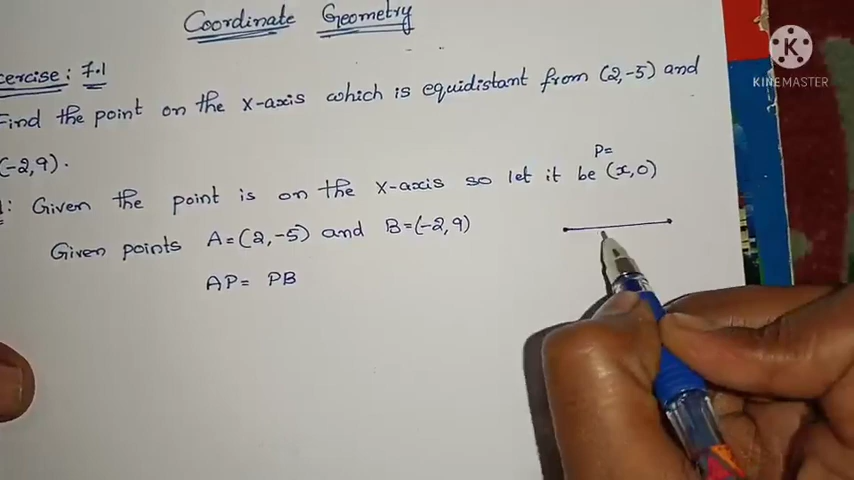 Coordinate Geometry
cercise: 7.1
Find the point on the x-axis which is equidistant from (2,-5) and
(-2,9).
: Given the point is on the x-axis so let it be P= (x,0)
Given points A=(2,-5) and B=(-2,9)
AP= PB
K
KINEMASTER